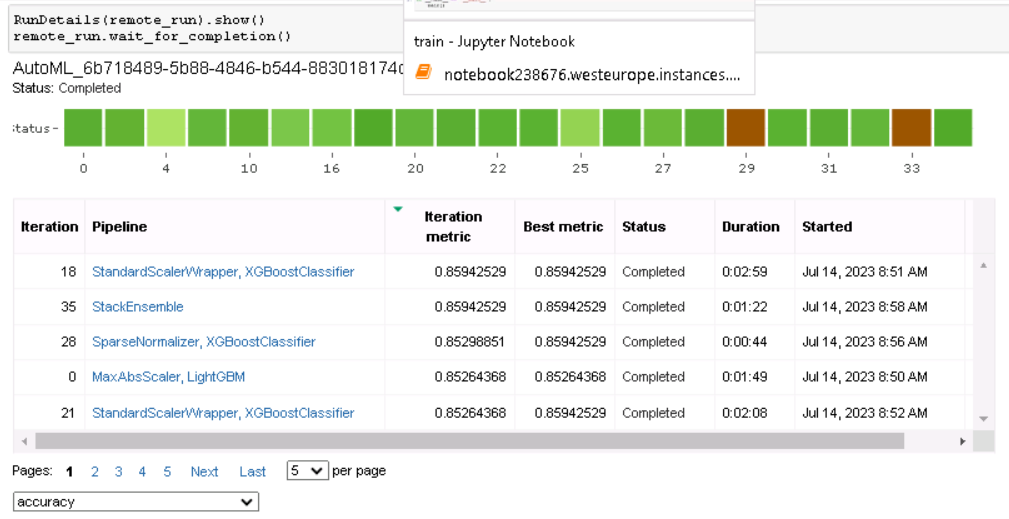 RunDetails(remote_run).show()
remote_run.wait_for_completion()
train - Jupyter Notebook
notebook238676.westeurope.instances....
AutoML_6b718489-5b88-4846-b544-883018174c
Status: Completed
status
0 4 10 16 20 22 25 27 29 31 33
Iteration Pipeline Iteration metric Best metric Status Duration Started
18 StandardScalerWrapper, XGBoostClassifier 0.85942529 0.85942529 Completed 0:02:59 Jul 14, 2023 8:51 AM
35 StackEnsemble 0.85942529 0.85942529 Completed 0:01:22 Jul 14, 2023 8:58 AM
28 SparseNormalizer, XGBoostClassifier 0.85298851 0.85942529 Completed 0:00:44 Jul 14, 2023 8:56 AM
0 MaxAbsScaler, LightGBM 0.85264368 0.85264368 Completed 0:01:49 Jul 14, 2023 8:50 AM
21 StandardScalerWrapper, XGBoostClassifier 0.85264368 0.85942529 Completed 0:02:08 Jul 14, 2023 8:52 AM
Pages: 1 2 3 4 5 Next Last 5 per page
accuracy